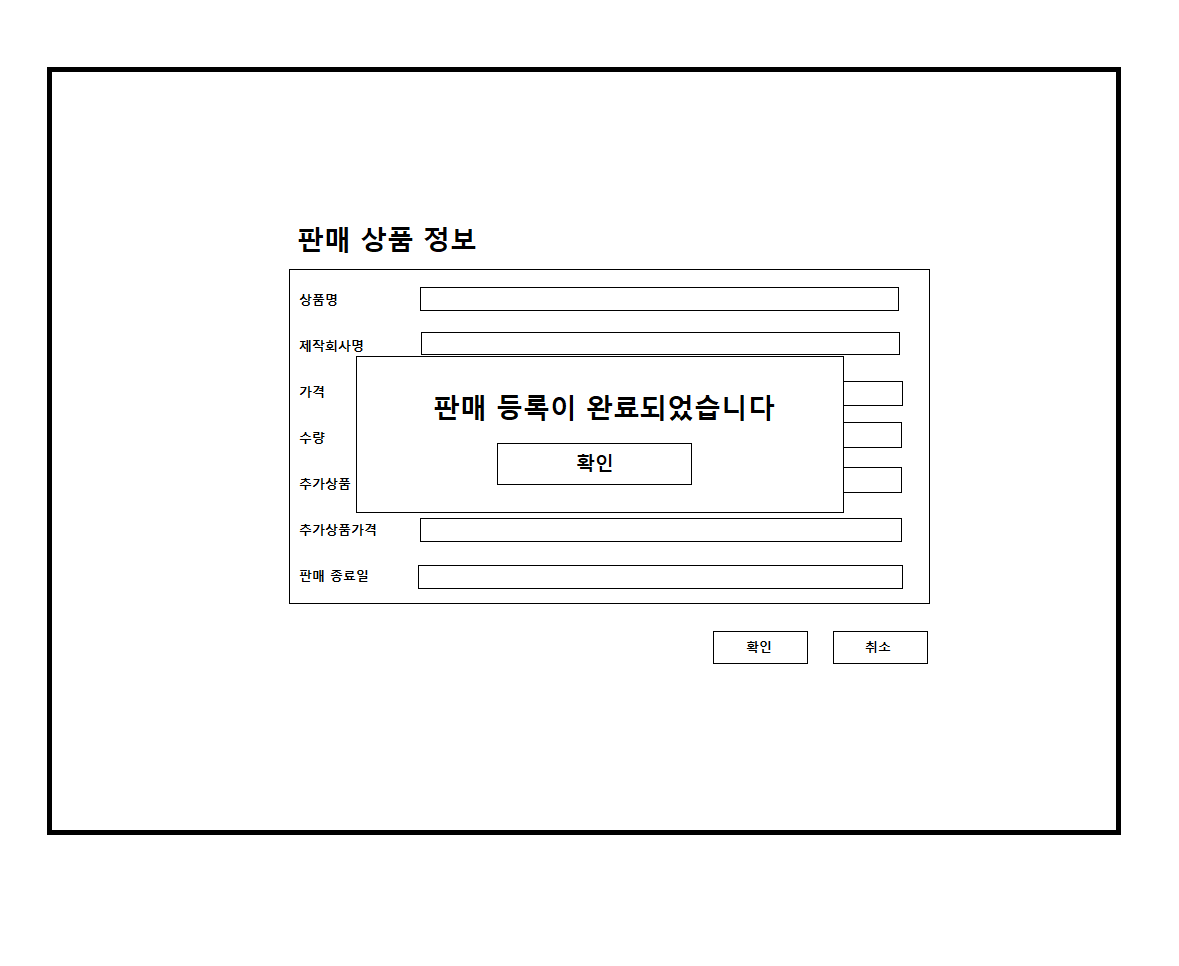 판매 상품 정보
상품명
제작회사명
가격
판매 등록이 완료되었습니다
수량
확인
추가상품
추가상품가격
판매 종료일
확인
취소